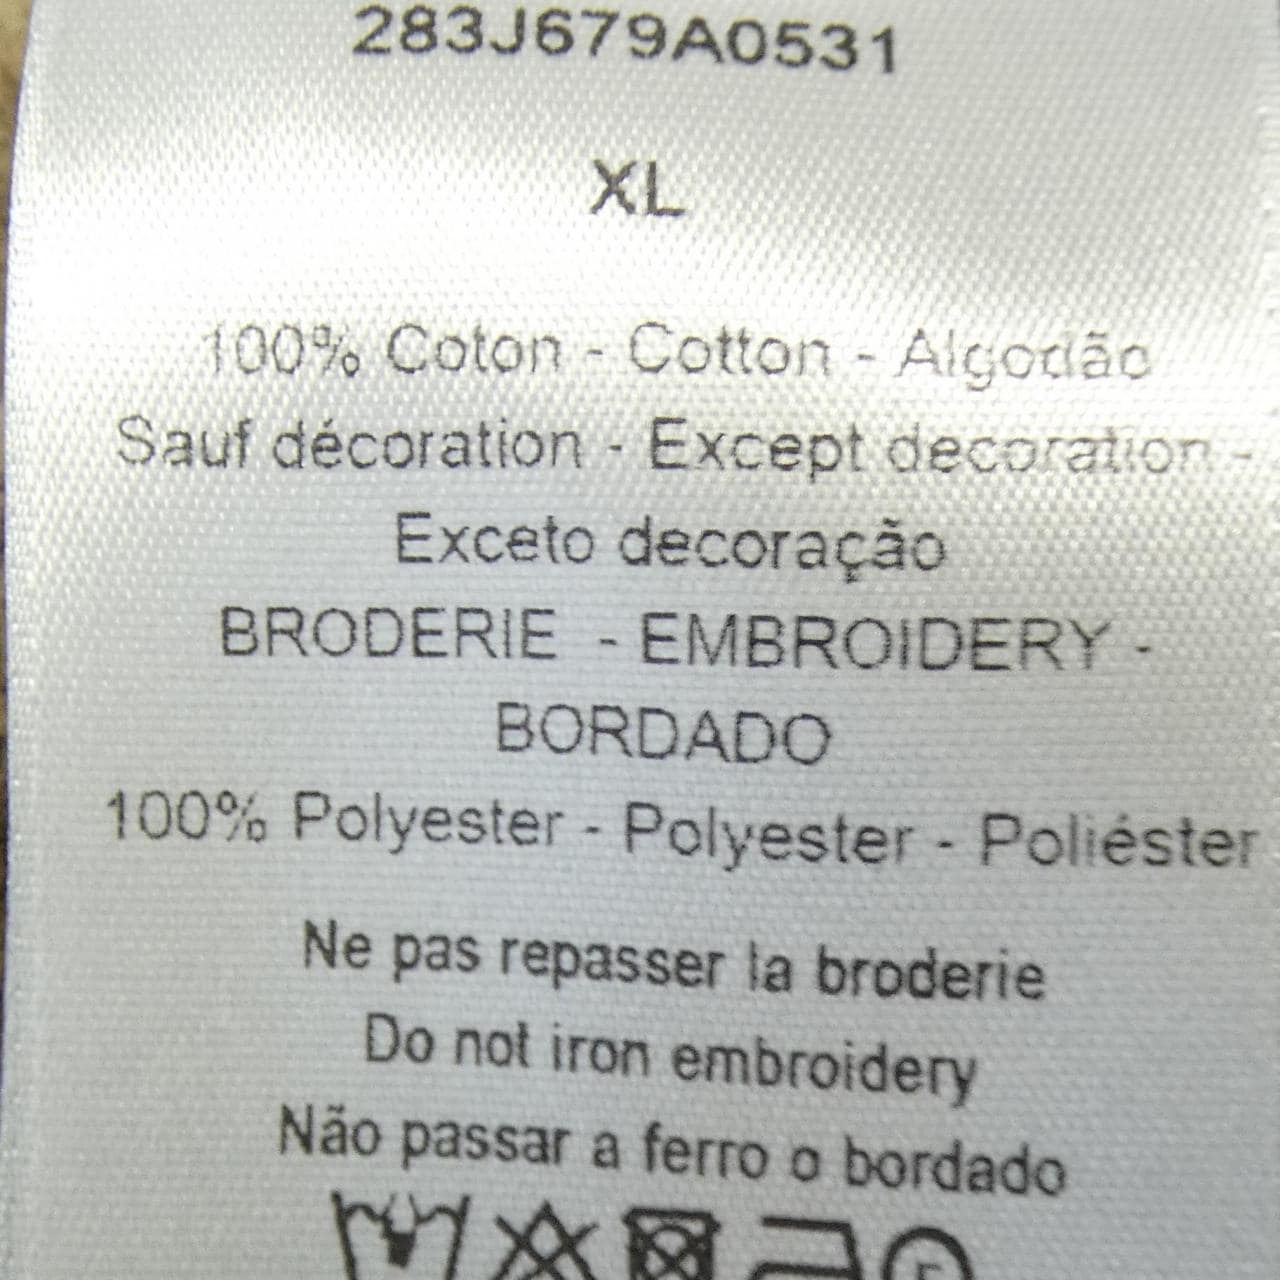 283J679A0531
XL
100% Coton - Cotton - Algodão
Sauf décoration - Except decoration -
Exceto decoração
BRODERIE - EMBROIDERY -
BORDADO
100% Polyester - Polyester - Poliéster
Ne pas repasser la broderie
Do not iron embroidery
Não passar a ferro o bordado